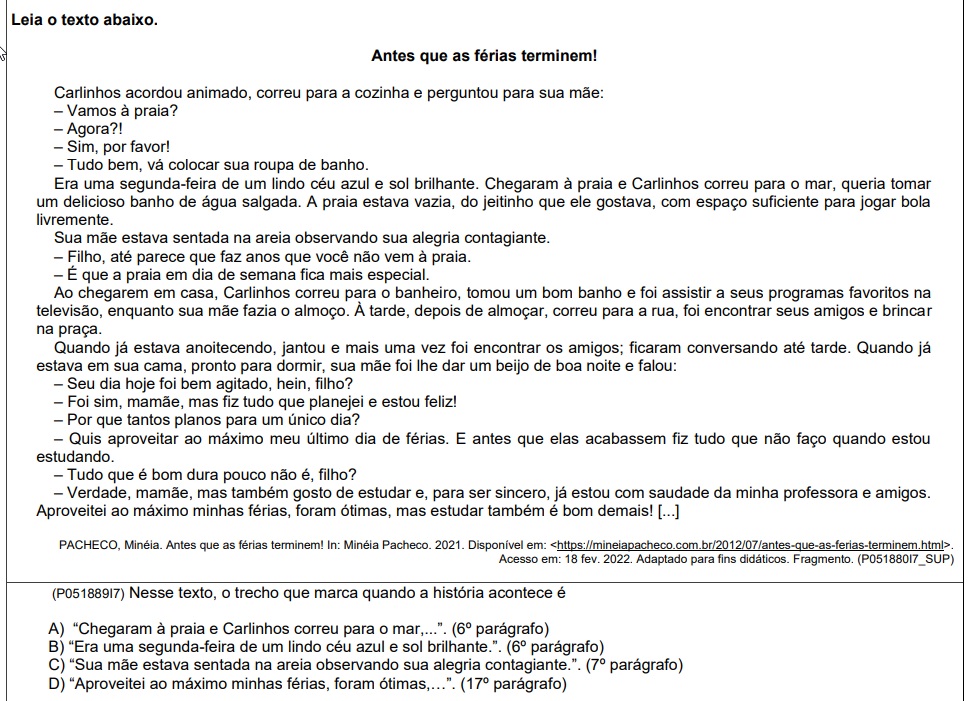 Leia o texto abaixo.
Antes que as férias terminem!
Carlinhos acordou animado, correu para a cozinha e perguntou para sua mãe:
– Vamos à praia?
– Agora?!
– Sim, por favor!
– Tudo bem, vá colocar sua roupa de banho.
Era uma segunda-feira de um lindo céu azul e sol brilhante. Chegaram à praia e Carlinhos correu para o mar, queria tomar
um delicioso banho de água salgada. A praia estava vazia, do jeitinho que ele gostava, com espaço suficiente para jogar bola
livremente.
Sua mãe estava sentada na areia observando sua alegria contagiante.
– Filho, até parece que faz anos que você não vem à praia.
– É que a praia em dia de semana fica mais especial.
Ao chegarem em casa, Carlinhos correu para o banheiro, tomou um bom banho e foi assistir a seus programas favoritos na
televisão, enquanto sua mãe fazia o almoço. À tarde, depois de almoçar, correu para a rua, foi encontrar seus amigos e brincar
na praça.
Quando já estava anoitecendo, jantou e mais uma vez foi encontrar os amigos; ficaram conversando até tarde. Quando já
estava em sua cama, pronto para dormir, sua mãe foi lhe dar um beijo de boa noite e falou:
– Seu dia hoje foi bem agitado, hein, filho?
– Foi sim, mamãe, mas fiz tudo que planejei e estou feliz!
– Por que tantos planos para um único dia?
– Quis aproveitar ao máximo meu último dia de férias. E antes que elas acabassem fiz tudo que não faço quando estou
estudando.
– Tudo que é bom dura pouco não é, filho?
– Verdade, mamãe, mas também gosto de estudar e, para ser sincero, já estou com saudade da minha professora e amigos.
Aproveitei ao máximo minhas férias, foram ótimas, mas estudar também é bom demais! [...]
PACHECO, Minéia. Antes que as férias terminem! In: Minéia Pacheco. 2021. Disponível em: <https://mineiapacheco.com.br/2012/07/antes-que-as-ferias-terminem.html>.
Acesso em: 18 fev. 2022. Adaptado para fins didáticos. Fragmento. (P051880I7_SUP)
(P051889I7) Nesse texto, o trecho que marca quando a história acontece é
A) “Chegaram à praia e Carlinhos correu para o mar,...”. (6º parágrafo)
B) “Era uma segunda-feira de um lindo céu azul e sol brilhante.”. (6º parágrafo)
C) “Sua mãe estava sentada na areia observando sua alegria contagiante.”. (7º parágrafo)
D) “Aproveitei ao máximo minhas férias, foram ótimas,...”. (17º parágrafo)